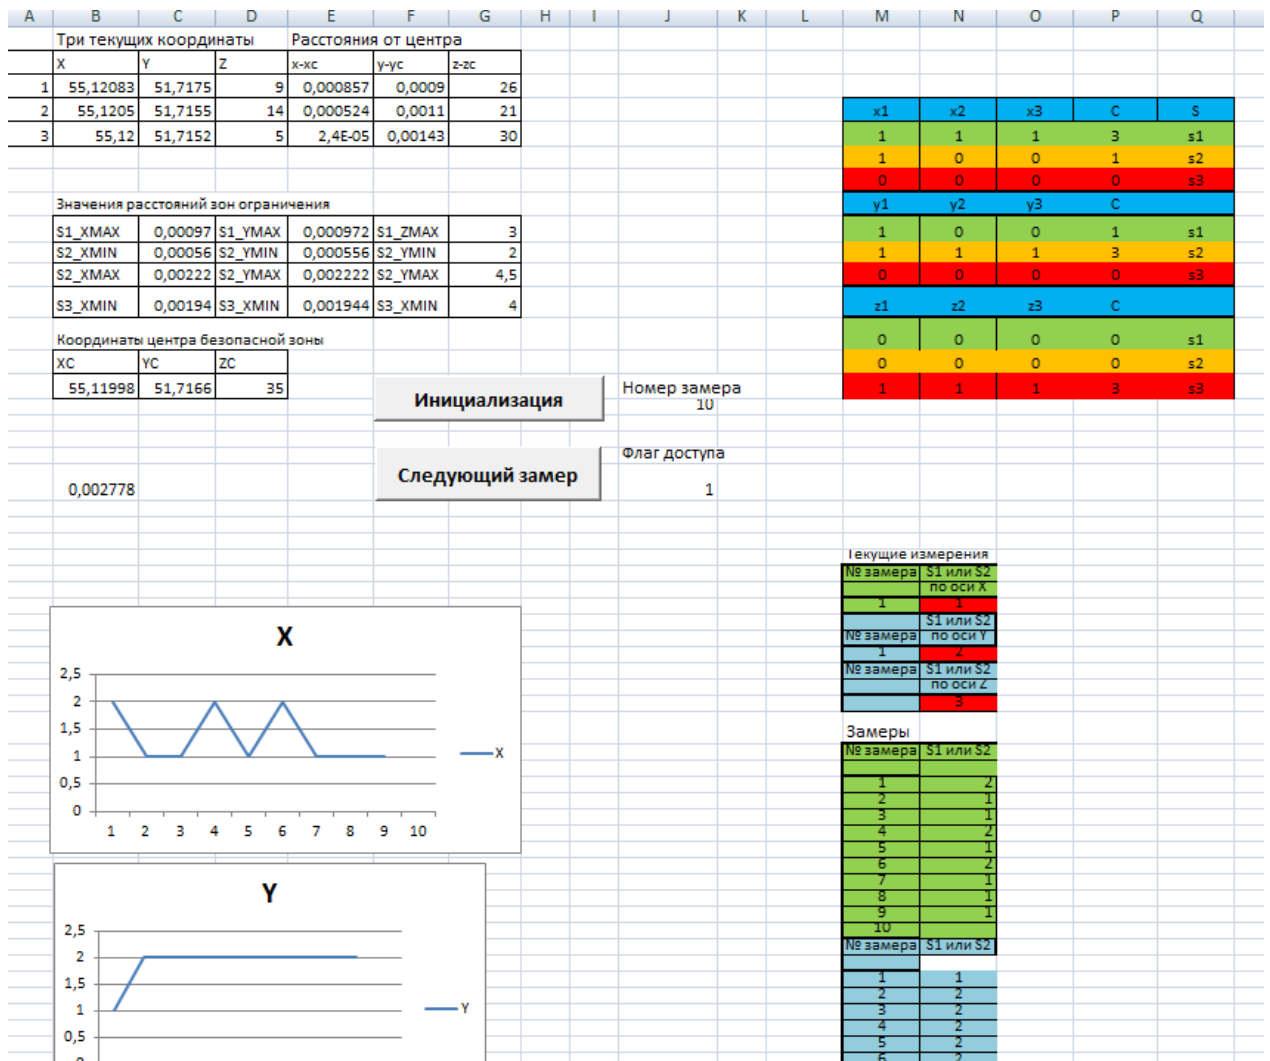 A B C D E F G H I J K L M N O P Q
Три текущих координаты Расстояния от центра
X Y Z x-xc y-yc z-zc
1 55,12083 51,7175 9 0,000857 0,0009 26
2 55,1205 51,7155 14 0,000524 0,0011 21
x1 x2 x3 C S
3 55,12 51,7152 5 2,4E-05 0,00143 30
1 1 1 3 s1
1 0 0 1 s2
0 0 0 0 s3
Значения расстояний зон ограничения
y1 y2 y3 C
S1_XMAX 0,00097 S1_YMAX 0,000972 S1_ZMAX 3
1 0 0 1 s1
S2_XMIN 0,00056 S2_YMIN 0,000556 S2_YMIN 2
1 1 1 3 s2
S2_XMAX 0,00222 S2_YMAX 0,002222 S2_YMAX 4,5
0 0 0 0 s3
S3_XMIN 0,00194 S3_XMIN 0,001944 S3_XMIN 4
z1 z2 z3 C
Координаты центра безопасной зоны
0 0 0 0 s1
XC YC ZC
0 0 0 0 s2
55,11998 51,7166 35
1 1 1 3 s3
Инициализация
Номер замера
10
Флаг доступа
Следующий замер
0,002778
1
Текущие измерения
№ замера S1 или S2
по оси X
1 1
S1 или S2
№ замера по оси Y
1 2
№ замера S1 или S2
по оси Z
3
X
2,5
2
1,5
1
0,5
0
1 2 3 4 5 6 7 8 9 10
X
Замеры
№ замера S1 или S2
1 2
2 1
3 1
4 2
5 1
6 2
7 1
8 1
9 1
10
№ замера S1 или S2
1 1
2 2
3 2
4 2
5 2
6 2
Y
2,5
2
1,5
1
0,5
0
Y